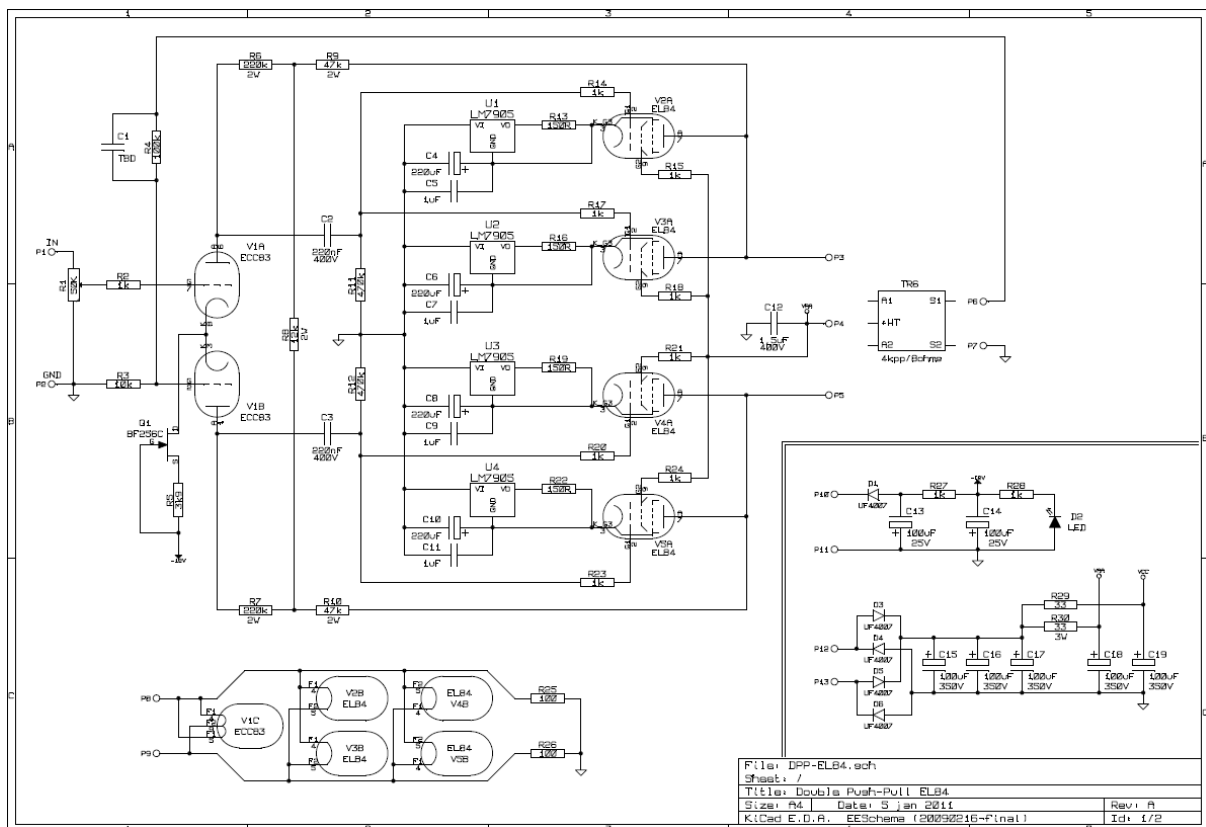 1 2 3 4 5
R6
220k
2W
R9
47k
2W
R14
1k
V2A
EL84
U1
LM7905
VI VO
GND
R13
150R
C1
TBD
R4
100k
C4
220uF
C5
1uF
R15
1k
A
R17
1k
V3A
EL84
C2
220nF
400V
U2
LM7905
VI VO
GND
R16
150R
IN
P1
V1A
ECC83
R1
50K
R2
1k
R11
470k
C6
220uF
C7
1uF
R18
1k
P3
TR6
A1 S1
+HT
A2 S2
4kpp/8ohms
P6
P7
C12
1.5uF
400V
P4
R8
12k
2W
U3
LM7905
VI VO
GND
R19
150R
R21
1k
GND
P2
R3
10k
R12
470k
V1B
ECC83
C8
220uF
C9
1uF
V4A
EL84
P5
B
Q1
BF256C
D
G
S
C3
220nF
400V
R20
1k
R5
3k9
-10V
U4
LM7905
VI VO
GND
R22
150R
R24
1k
C10
220uF
C11
1uF
V5A
EL84
R23
1k
R7
220k
2W
R10
47k
2W
P10
D1
UF4007
R27
1k
-10V
R28
1k
C13
100uF
25V
C14
100uF
25V
D2
LED
P11
D3
UF4007
D4
UF4007
D5
UF4007
D6
UF4007
P12
P13
R29
33
R30
33
3W
C15
100uF
350V
C16
100uF
350V
C17
100uF
350V
C18
100uF
350V
C19
100uF
350V
C
P8
P9
V1C
ECC83
V2B
EL84
EL84
V4B
V3B
EL84
EL84
V5B
R25
100
R26
100
File: DPP-EL84.sch
Sheet: /
Title: Double Push-Pull EL84
Size: A4 Date: 5 jan 2011 Rev: A
KiCad E.D.A. EESchema (20090216-final) Id: 1/2